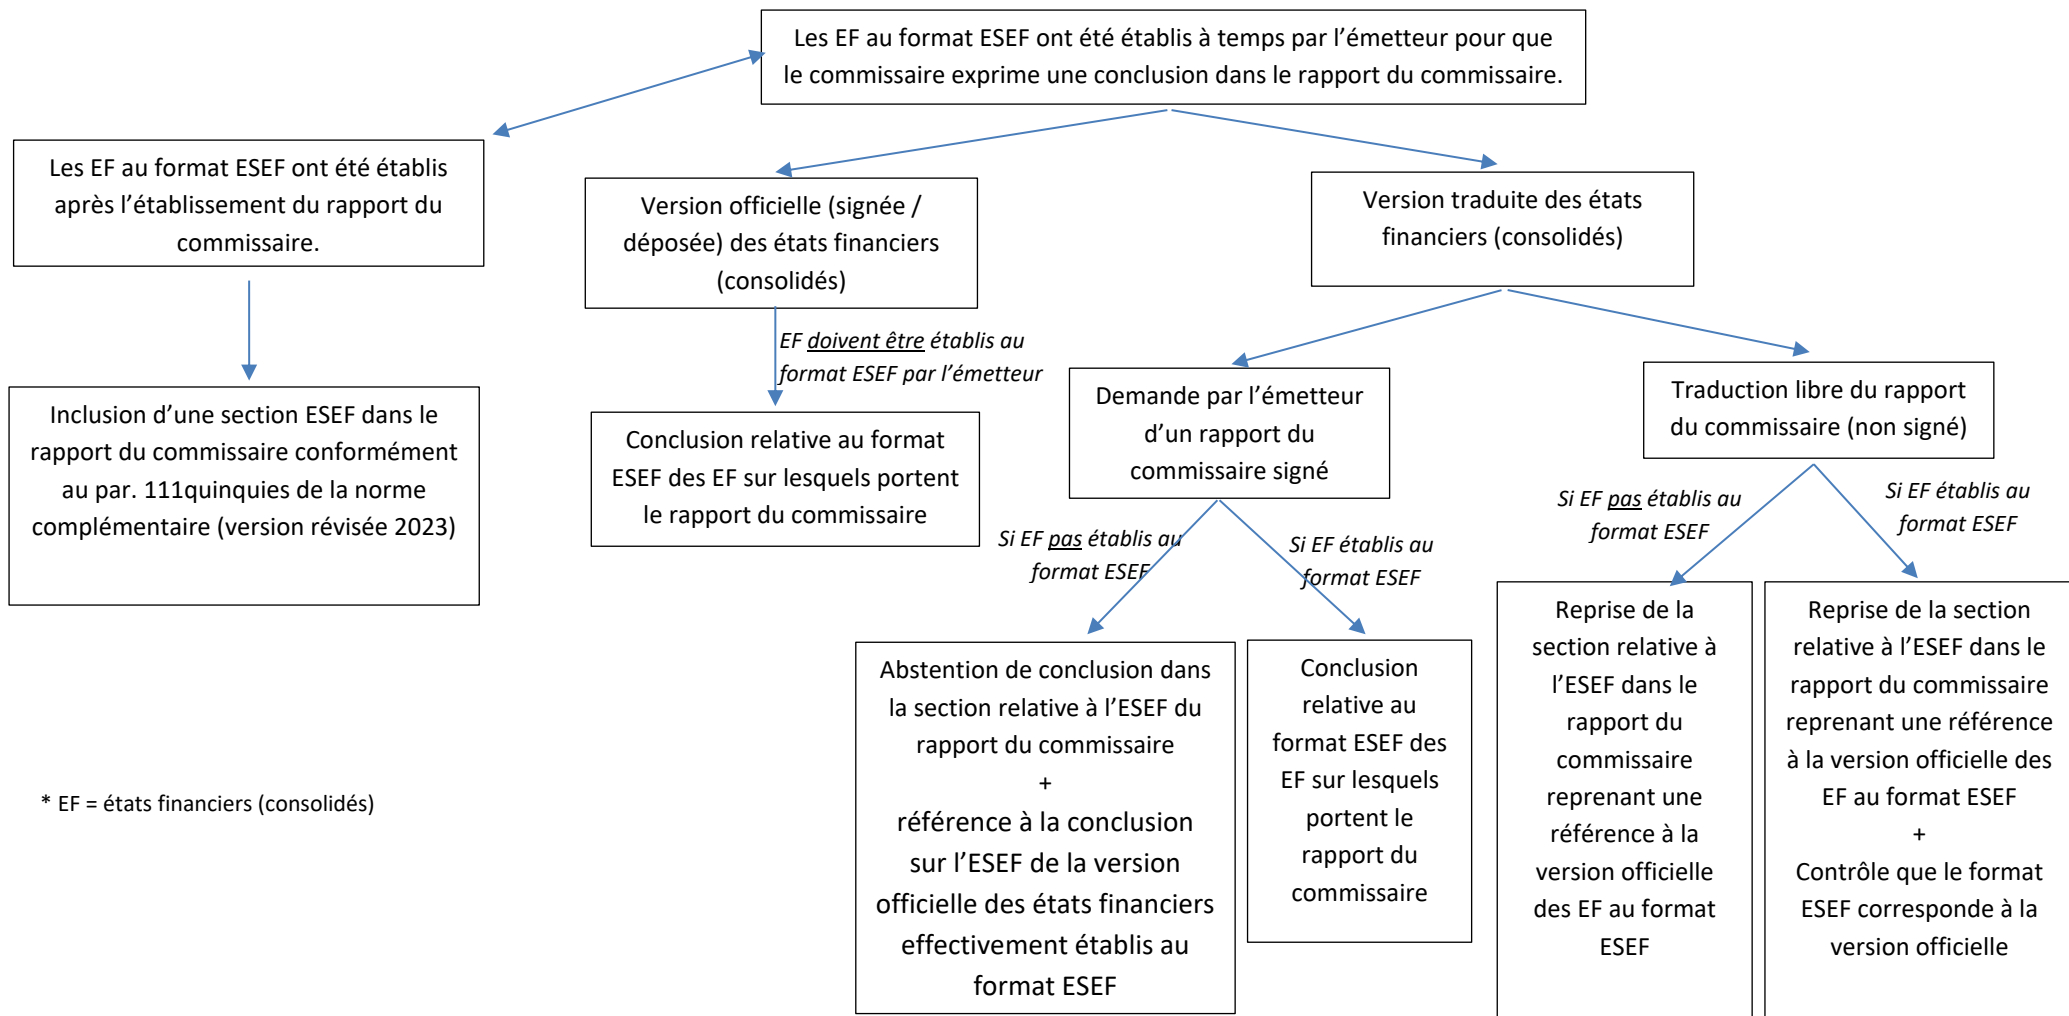 Les EF au format ESEF ont été établis à temps par l’émetteur pour que
le commissaire exprime une conclusion dans le rapport du commissaire.
Les EF au format ESEF ont été établis
après l’établissement du rapport du
commissaire.
Version officielle (signée /
déposée) des états financiers
(consolidés)
Version traduite des états
financiers (consolidés)
EF doivent être établis au
format ESEF par l’émetteur
Inclusion d’une section ESEF dans le
rapport du commissaire conformément
au par. 111quinquies de la norme
complémentaire (version révisée 2023)
Conclusion relative au format
ESEF des EF sur lesquels portent
le rapport du commissaire
Demande par l’émetteur
d’un rapport du
commissaire signé
Traduction libre du rapport
du commissaire (non signé)
Si EF pas établis au
format ESEF
Si EF établis au
format ESEF
Si EF pas établis au
format ESEF
Si EF établis au
format ESEF
Abstention de conclusion dans
la section relative à l’ESEF du
rapport du commissaire
+
référence à la conclusion
sur l’ESEF de la version
officielle des états financiers
effectivement établis au
format ESEF
Conclusion
relative au
format ESEF des
EF sur lesquels
portent le
rapport du
commissaire
Reprise de la
section relative à
l’ESEF dans le
rapport du
commissaire
reprenant une
référence à la
version officielle
des EF au format
ESEF
Reprise de la section
relative à l’ESEF dans le
rapport du commissaire
reprenant une référence
à la version officielle des
EF au format ESEF
+
Contrôle que le format
ESEF corresponde à la
version officielle
* EF = états financiers (consolidés)